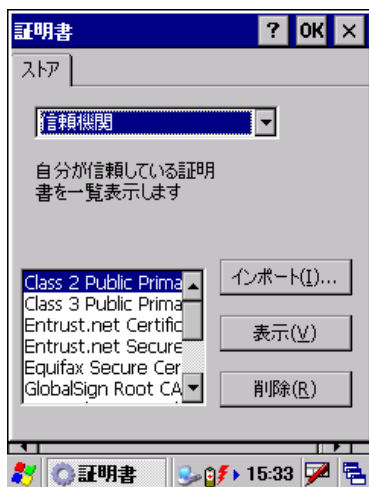 証明書 ? OK ×
ストア
信頼機関
自分が信頼している証明
書を一覧表示します
Class 2 Public Prima
Class 3 Public Prima
Entrust.net Certific
Entrust.net Secure
Equifax Secure Cer
GlobalSign Root CA
インポート(I)...
表示(V)
削除(R)
証明書 15:33